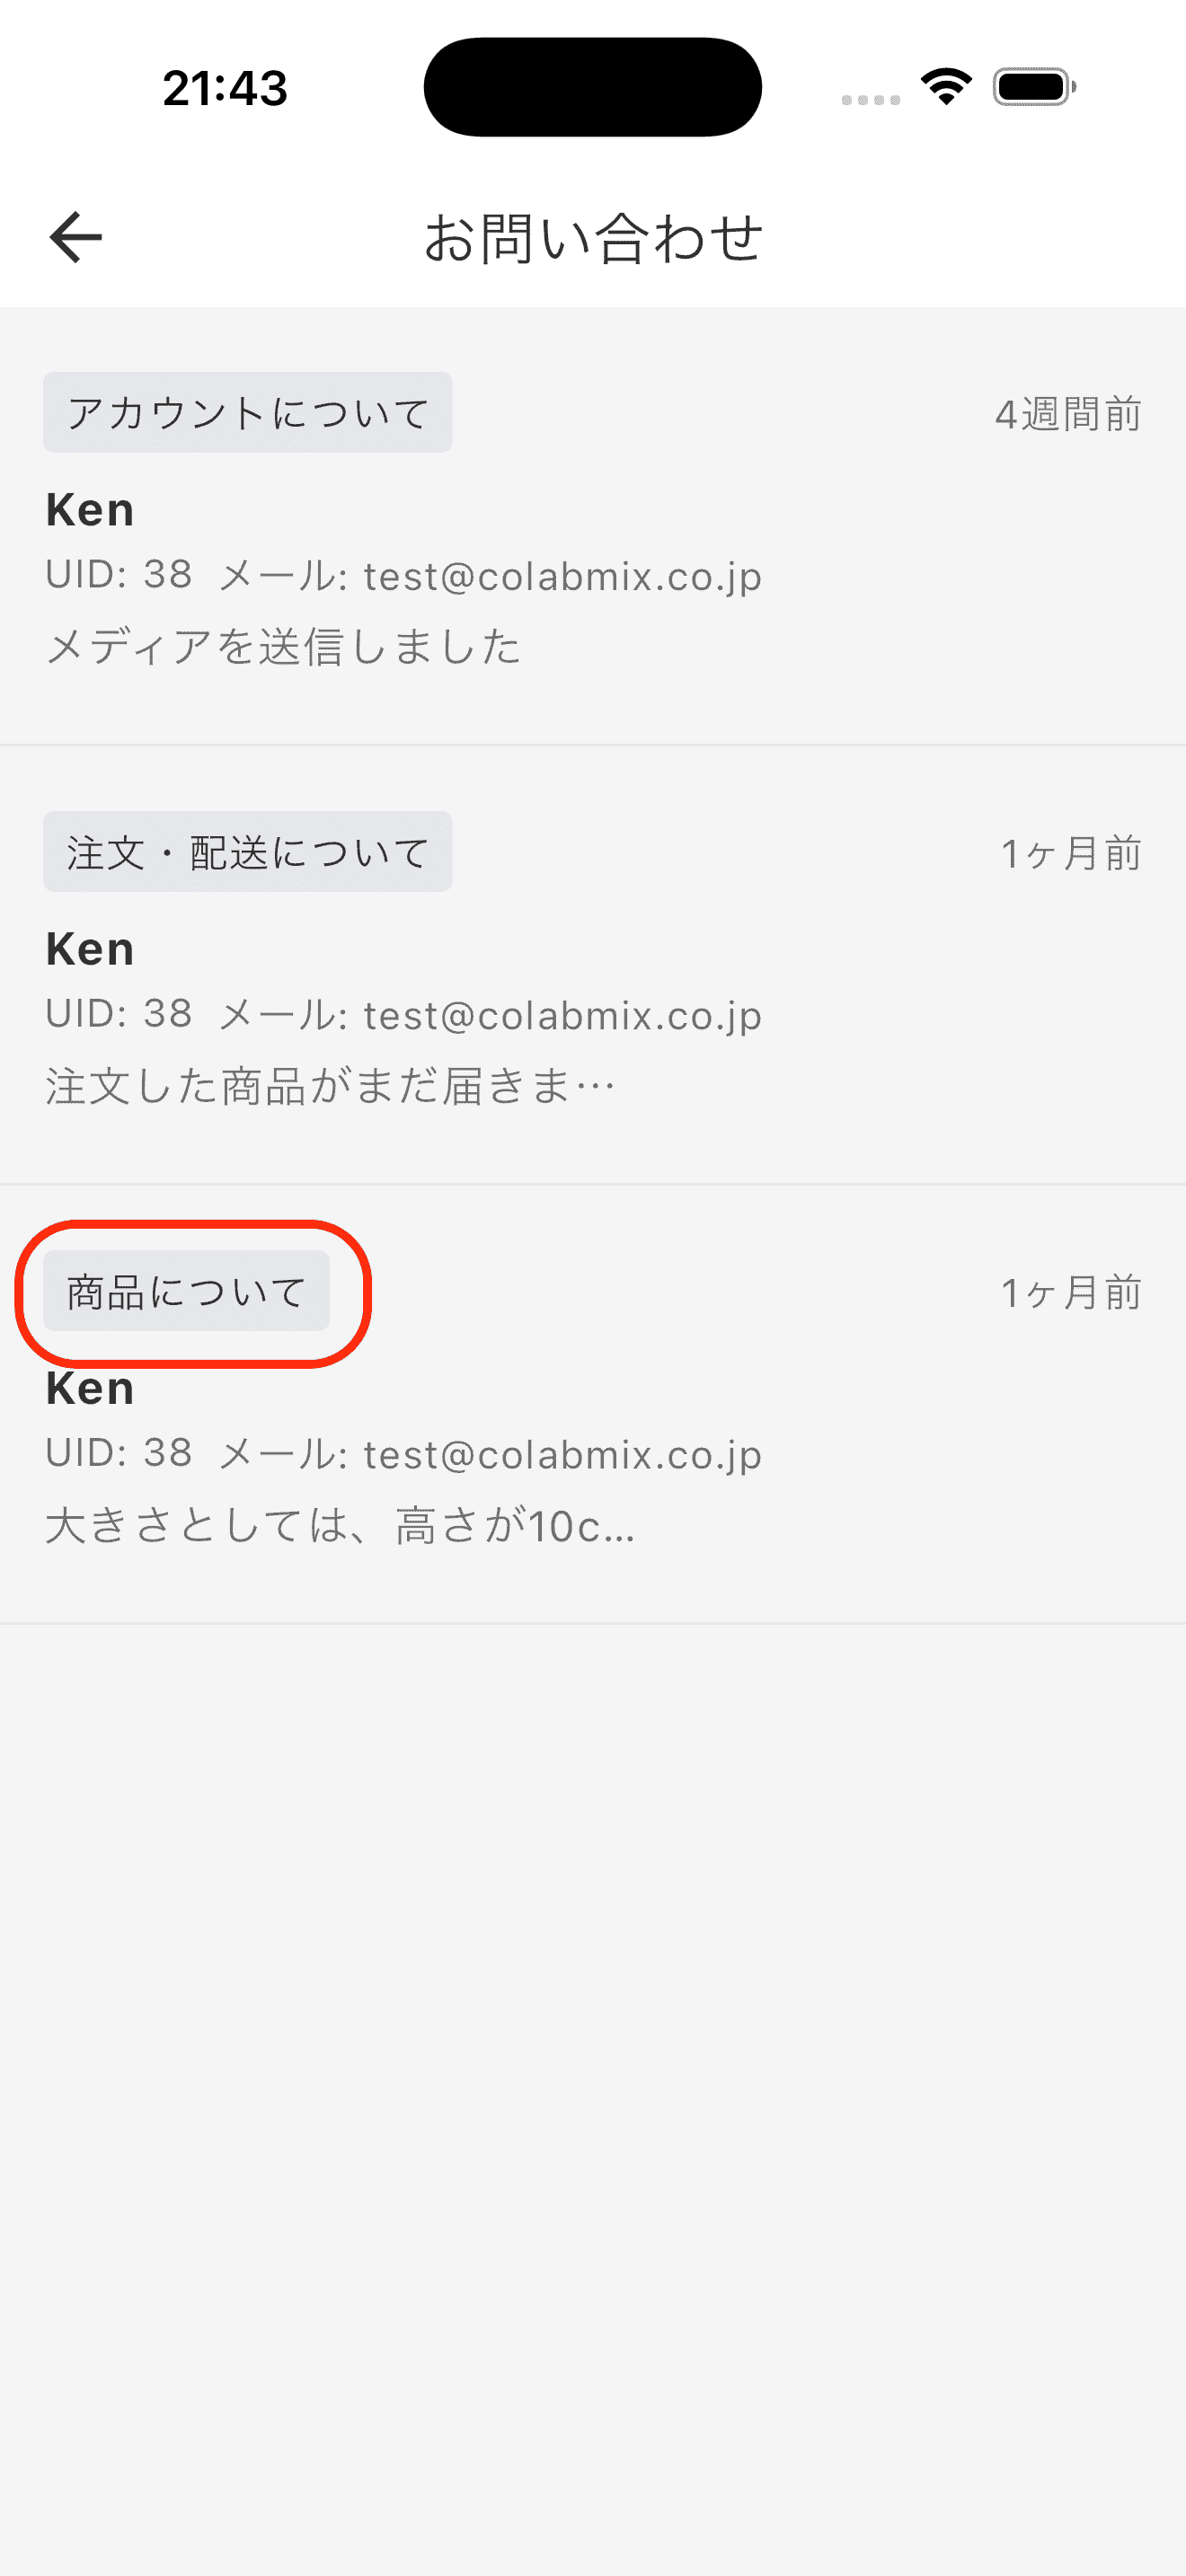 21:43
お問い合わせ
アカウントについて
4週間前
Ken
UID: 38 メール: test@colabmix.co.jp
メディアを送信しました
注文・配送について
1ヶ月前
Ken
UID: 38 メール: test@colabmix.co.jp
注文した商品がまだ届きま…
商品について
1ヶ月前
Ken
UID: 38 メール: test@colabmix.co.jp
大きさとしては、高さが10c...